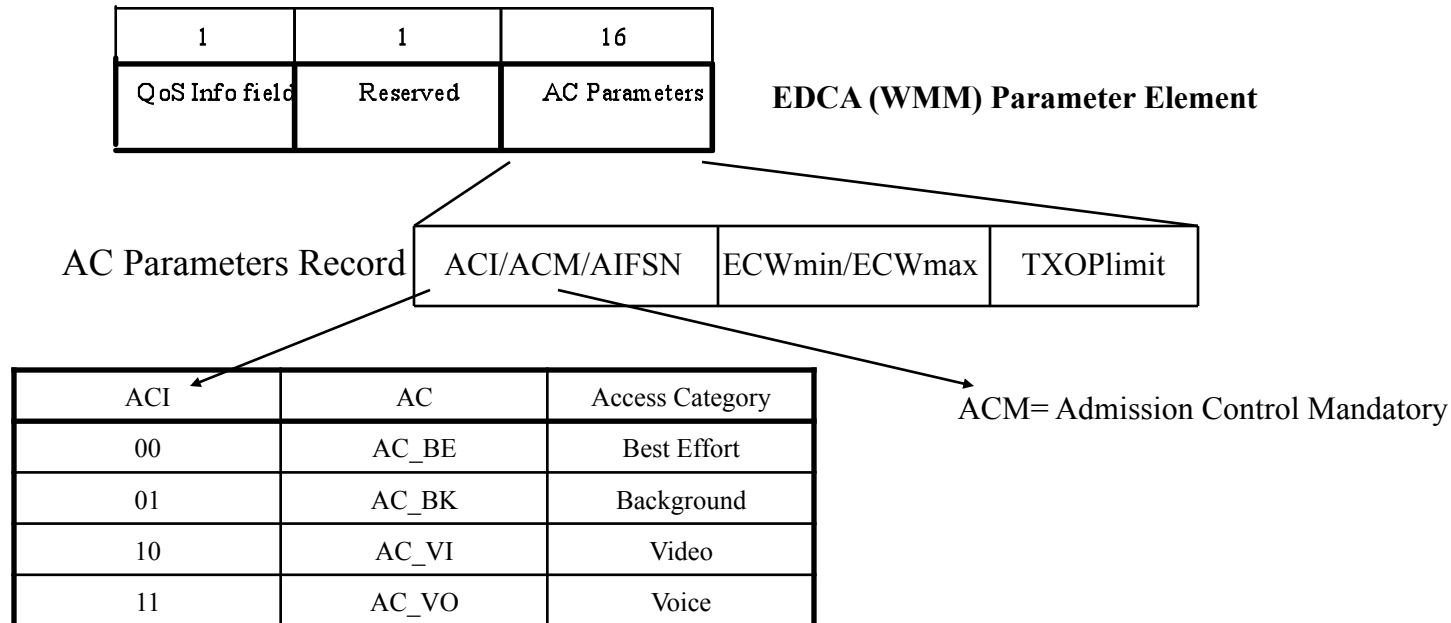 1 1 16
QoS Info field Reserved AC Parameters
EDCA (WMM) Parameter Element
AC Parameters Record ACI/ACM/AIFSN ECWmin/ECWmax TXOPlimit
ACI AC Access Category
ACM= Admission Control Mandatory
00 AC_BE Best Effort
01 AC_BK Background
10 AC_VI Video
11 AC_VO Voice